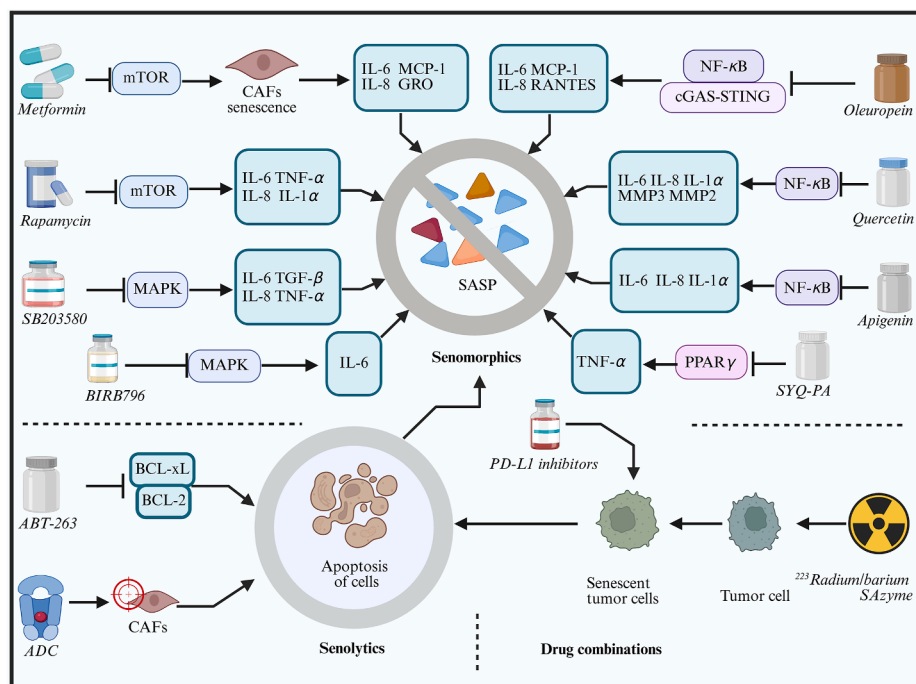 Metformin
mTOR
CAFs
senescence
IL-6 MCP-1
IL-8 GRO
IL-6 MCP-1
IL-8 RANTES
NF-κB
cGAS-STING
Oleuropein
Rapamycin
mTOR
IL-6 TNF-α
IL-8 IL-1α
SASP
IL-6 IL-8 IL-1α
MMP3 MMP2
NF-κB
Quercetin
SB203580
MAPK
IL-6 TGF-β
IL-8 TNF-α
IL-6 IL-8 IL-1α
NF-κB
Apigenin
BIRB796
MAPK
IL-6
Senomorphics
TNF-α
PPARγ
SYQ-PA
ABT-263
BCL-xL
BCL-2
PD-L1 inhibitors
Apoptosis
of cells
Senescent
tumor cells
Tumor cell
223Radium/barium
SAzyme
ADC
CAFs
Senolytics
Drug combinations